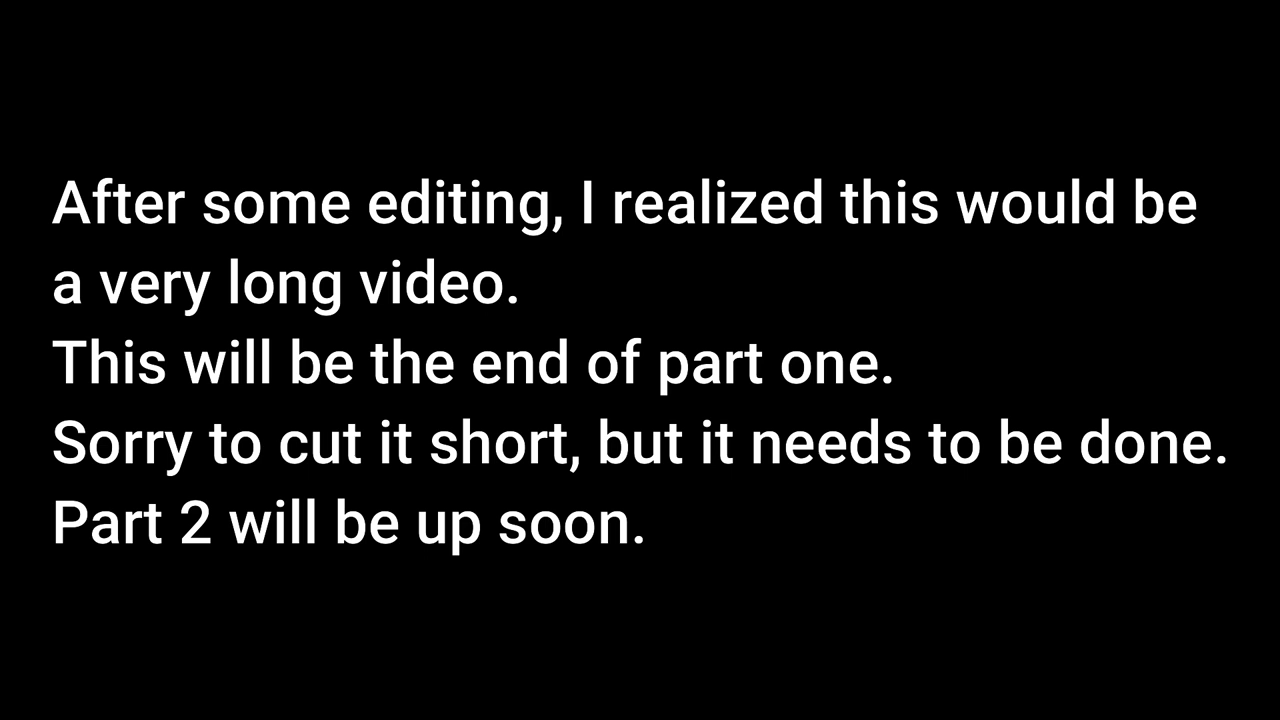 After some editing, I realized this would be
a very long video.
This will be the end of part one.
Sorry to cut it short, but it needs to be done.
Part 2 will be up soon.